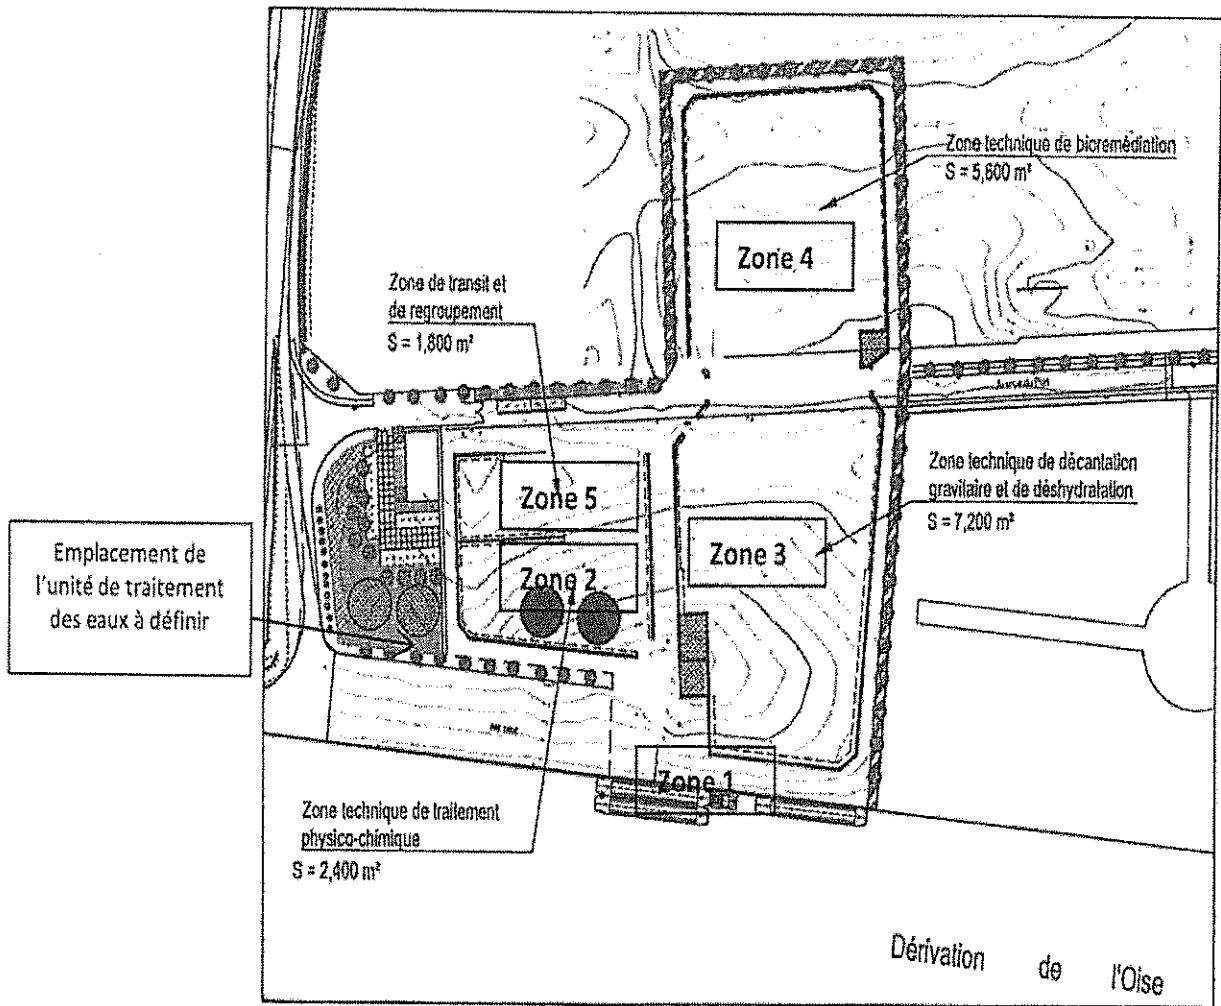 Zone technique de bioremédiation
S = 5,600 m²
Zone 4
Zone de transit et
de regroupement
S = 1,800 m²
Zone technique de décantation
gravitaire et de déshydratation
S = 7,200 m²
Zone 5
Zone 3
Zone 2
Emplacement de
l'unité de traitement
des eaux à définir
Zone 1
Zone technique de traitement
physico-chimique
S = 2,400 m²
Dérivation de l'Oise